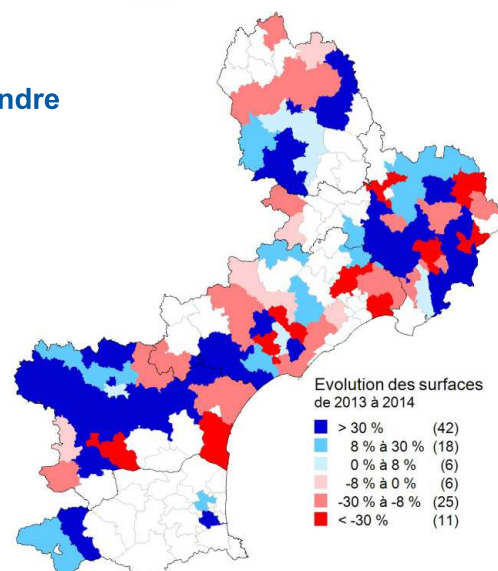 ndre
Evolution des surfaces
de 2013 à 2014
> 30 % (42)
8 % à 30 % (18)
0 % à 8 % (6)
-8 % à 0 % (6)
-30 % à -8 % (25)
< -30 % (11)